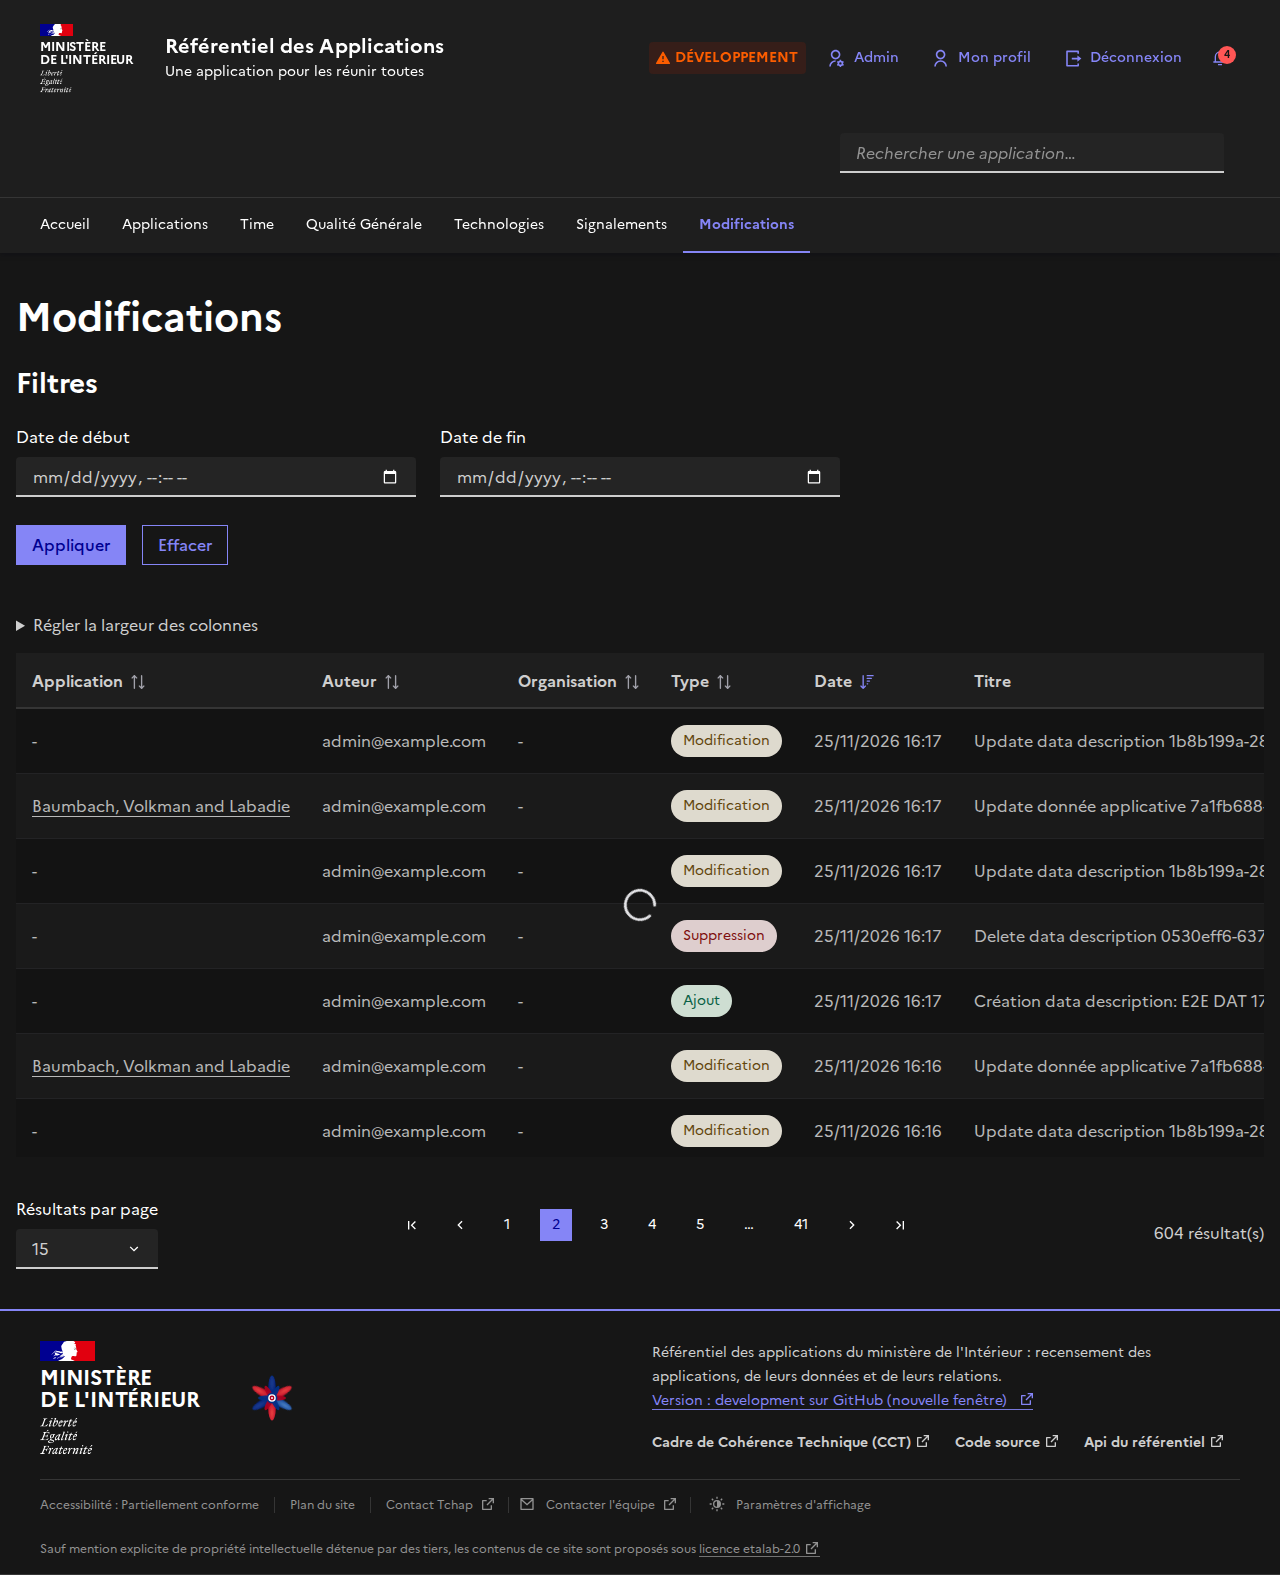 MINISTÈRE
DE L'INTÉRIEUR
Liberté
Égalité
Fraternité
Référentiel des Applications
Une application pour les réunir toutes
DÉVELOPPEMENT
Admin
Mon profil
Déconnexion
4
Rechercher une application...
Accueil
Applications
Time
Qualité Générale
Technologies
Signalements
Modifications
Modifications
Filtres
Date de début
Date de fin
mm/dd/yyyy, --:-- --
mm/dd/yyyy, --:-- --
Appliquer
Effacer
Régler la largeur des colonnes
Application Auteur Organisation Type Date Titre
- admin@example.com - Modification 25/11/2026 16:17 Update data description 1b8b199a-28
Baumbach, Volkman and Labadie admin@example.com - Modification 25/11/2026 16:17 Update donnée applicative 7a1fb688-
- admin@example.com - Modification 25/11/2026 16:17 Update data description 1b8b199a-28
- admin@example.com - Suppression 25/11/2026 16:17 Delete data description 0530eff6-637
- admin@example.com - Ajout 25/11/2026 16:17 Création data description: E2E DAT 17
Baumbach, Volkman and Labadie admin@example.com - Modification 25/11/2026 16:16 Update donnée applicative 7a1fb688-
- admin@example.com - Modification 25/11/2026 16:16 Update data description 1b8b199a-28
Résultats par page
15
1 2 3 4 5 ... 41
604 résultat(s)
MINISTÈRE
DE L'INTÉRIEUR
Liberté
Égalité
Fraternité
Référentiel des applications du ministère de l'Intérieur : recensement des
applications, de leurs données et de leurs relations.
Version : development sur GitHub (nouvelle fenêtre)
Cadre de Cohérence Technique (CCT)
Code source
Api du référentiel
Accessibilité : Partiellement conforme
Plan du site
Contact Tchap
Contacter l'équipe
Paramètres d'affichage
Sauf mention explicite de propriété intellectuelle détenue par des tiers, les contenus de ce site sont proposés sous licence etalab-2.0